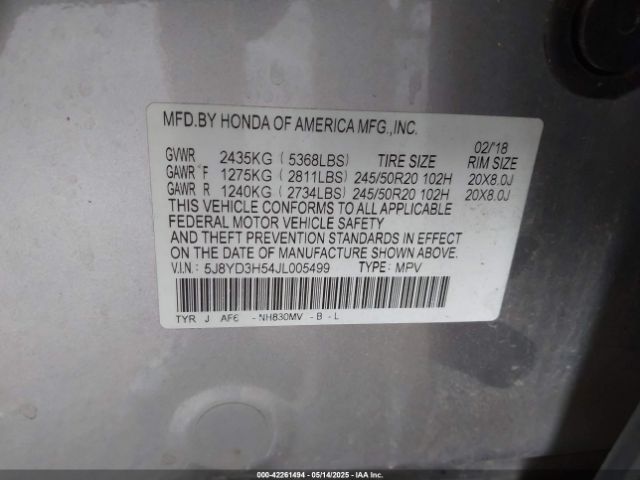 MFD.BY HONDA OF AMERICA MFG.,INC.
02/'18
GVWR 2435KG ( 5368LBS) TIRE SIZE RIM SIZE
GAWR F 1275KG ( 2811LBS) 245/50R20 102H 20X8.0J
GAWR R 1240KG ( 2734LBS) 245/50R20 102H 20X8.0J
THIS VEHICLE CONFORMS TO ALL APPLICABLE
FEDERAL MOTOR VEHICLE SAFETY
AND THEFT PREVENTION STANDARDS IN EFFECT
ON THE DATE OF MANUFACTURE SHOWN ABOVE.
V.I.N: 5J8YD3H54JL005499 TYPE: MPV
TYR J AF6 - NH830MV - B - L
000-42261494 - 05/14/2025 - IAA Inc.